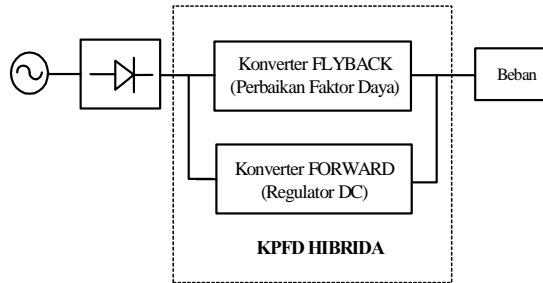 Konverter FLYBACK
(Perbaikan Faktor Daya)
Beban
Konverter FORWARD
(Regulator DC)
KPFD HIBRIDA